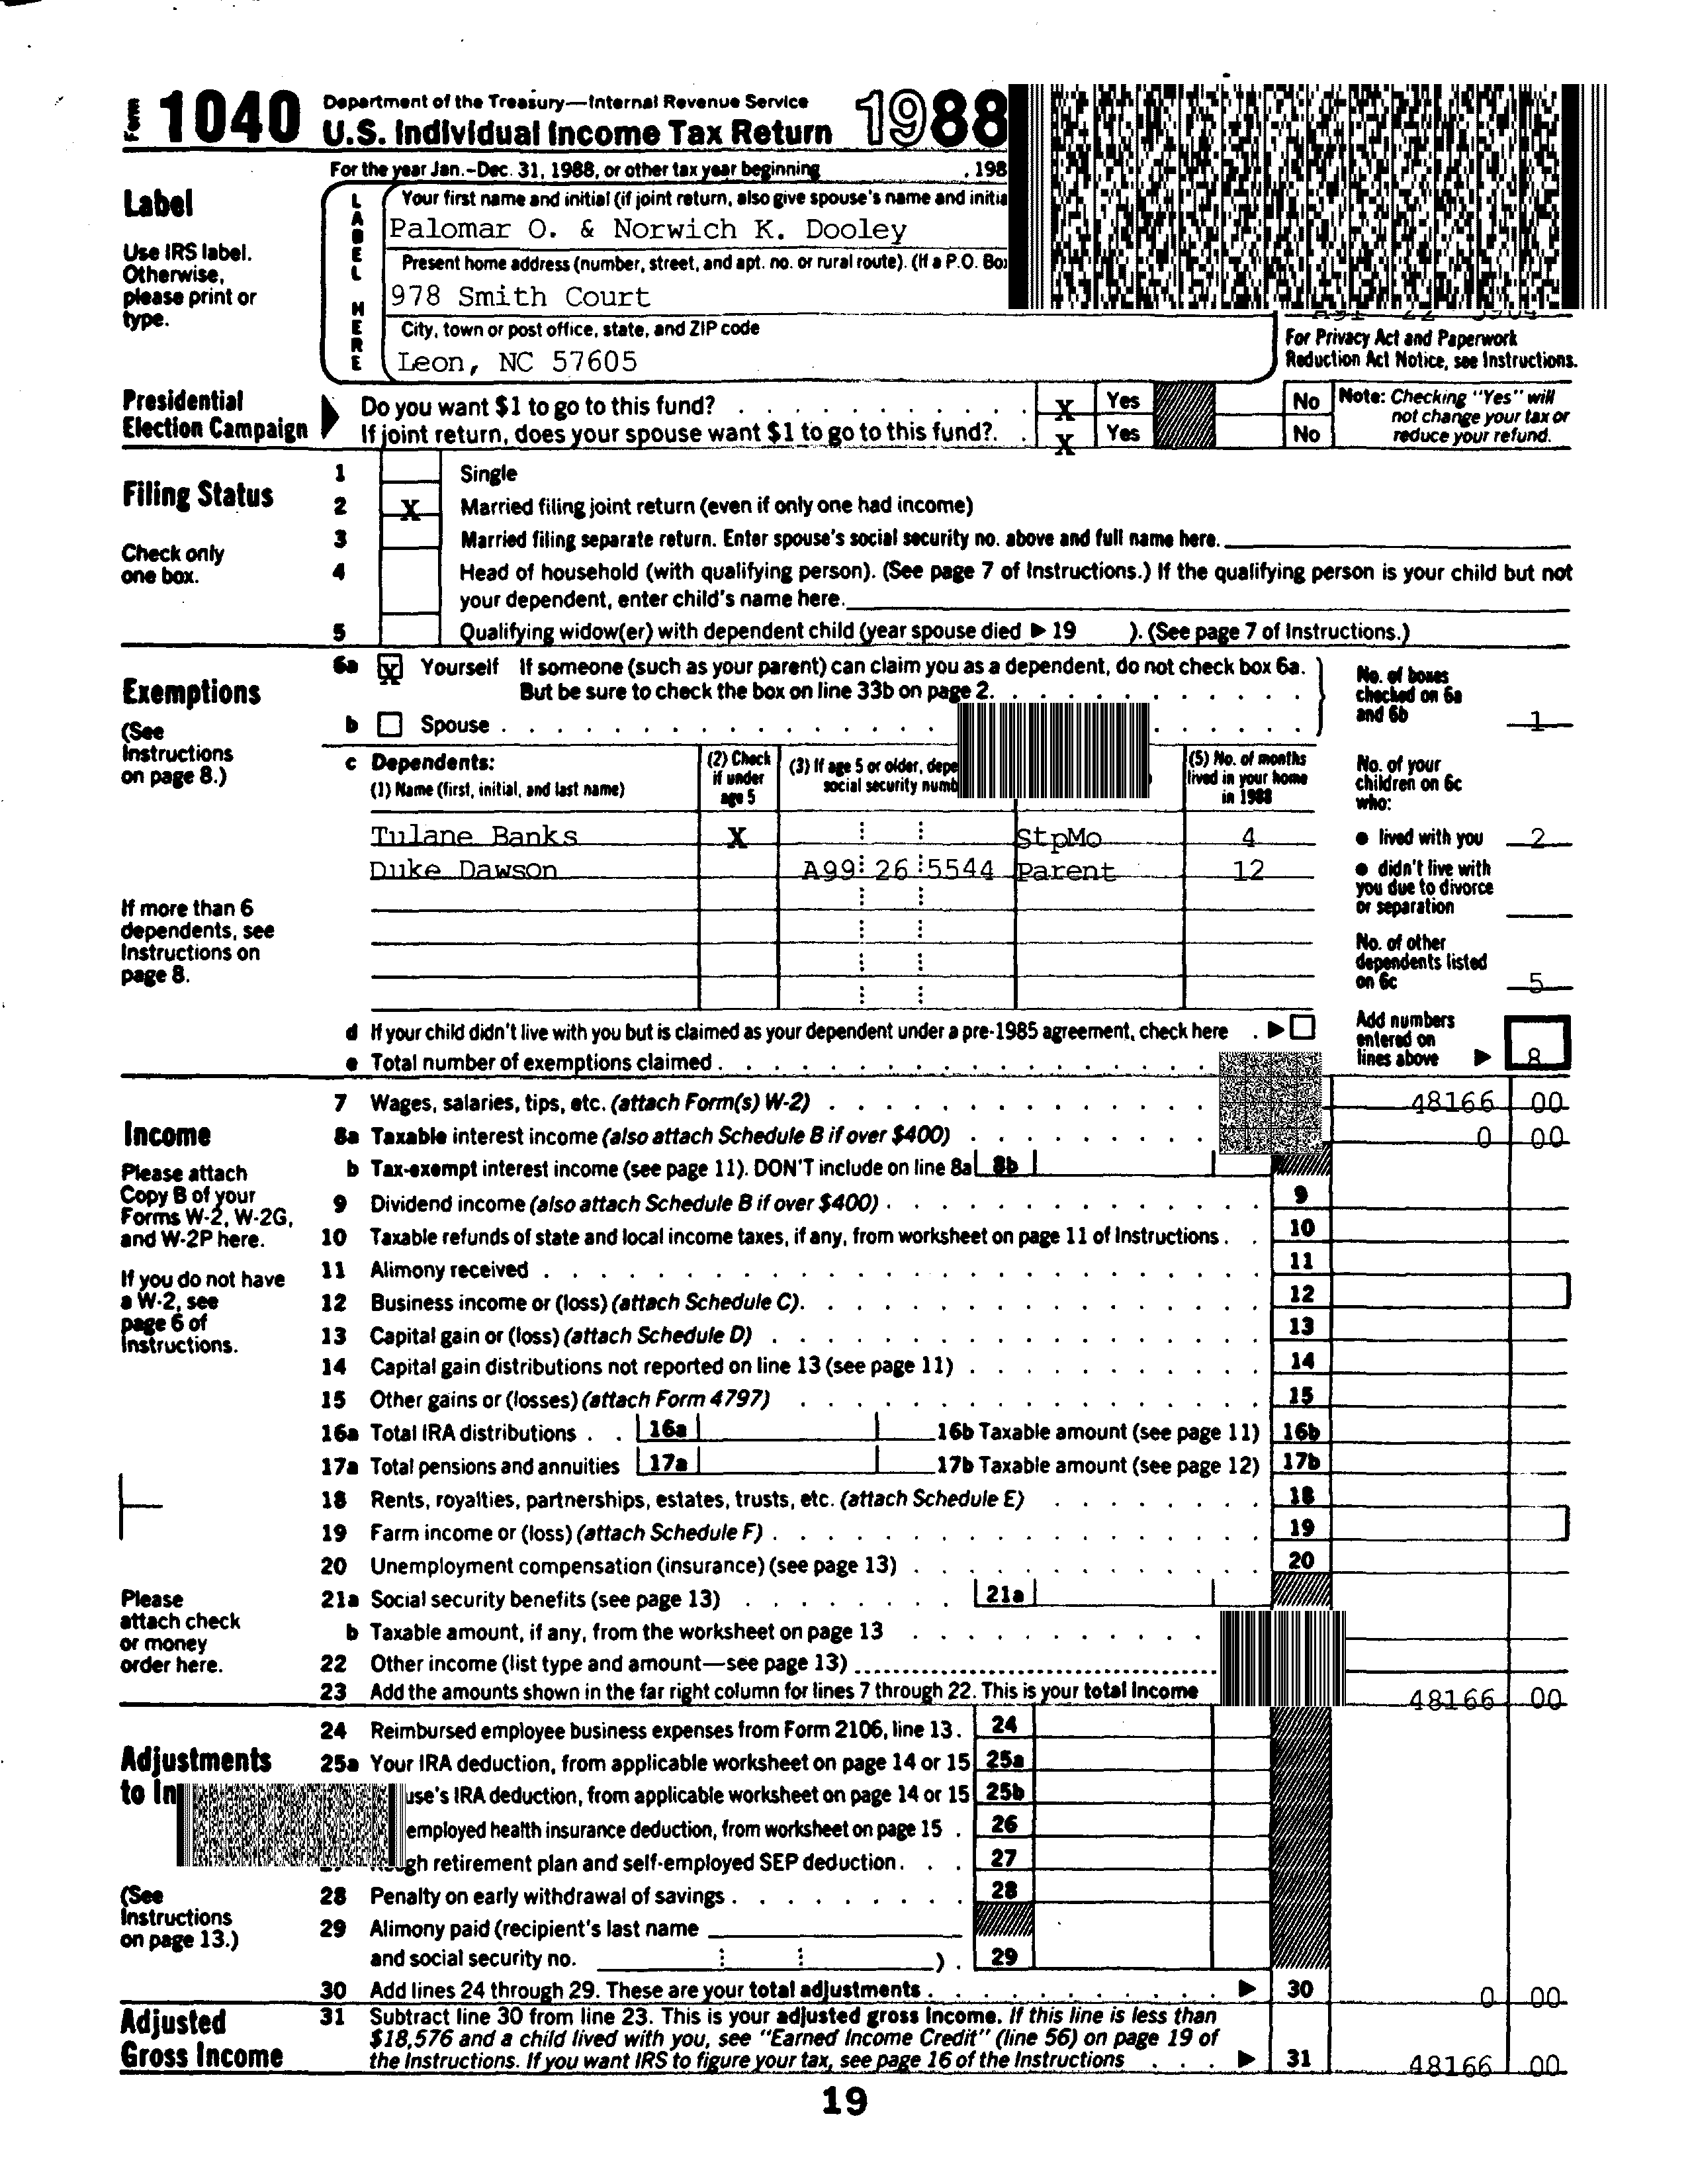 Form 1040 Department of the Treasury—Internal Revenue Service
U.S. Individual Income Tax Return 1988
For the year Jan.-Dec. 31, 1988, or other tax year beginning , 198
Label
Use IRS label.
Otherwise,
please print or
type.
LABEL HERE
Your first name and initial (if joint return, also give spouse's name and initia
Palomar O. & Norwich K. Dooley
Present home address (number, street, and apt. no. or rural route). (If a P.O. Bo
978 Smith Court
City, town or post office, state, and ZIP code
Leon, NC 57605
For Privacy Act and Paperwork
Reduction Act Notice, see Instructions.
Presidential
Election Campaign
Do you want $1 to go to this fund? . . . . . . . . . . X Yes No
If joint return, does your spouse want $1 to go to this fund?. . X Yes No
Note: Checking "Yes" will
not change your tax or
reduce your refund.
Filing Status
Check only
one box.
1 Single
2 X Married filing joint return (even if only one had income)
3 Married filing separate return. Enter spouse's social security no. above and full name here.
4 Head of household (with qualifying person). (See page 7 of Instructions.) If the qualifying person is your child but not
your dependent, enter child's name here.
5 Qualifying widow(er) with dependent child (year spouse died ▶ 19 ). (See page 7 of Instructions.)
Exemptions
(See
Instructions
on page 8.)
6a X Yourself If someone (such as your parent) can claim you as a dependent, do not check box 6a.
But be sure to check the box on line 33b on page 2. . . . . . . . . . . .
b Spouse . . . . . . . . . . . . . . . . . . . .
No. of boxes
checked on 6a
and 6b 1
c Dependents:
(1) Name (first, initial, and last name)
(2) Check
if under
age 5
(3) If age 5 or older, depe
social security numb
(5) No. of months
lived in your home
in 1988
Tulane Banks X StpMo 4
Duke Dawson A99 26 5544 Parent 12
If more than 6
dependents, see
Instructions on
page 8.
No. of your
children on 6c
who:
● lived with you 2
● didn't live with
you due to divorce
or separation
No. of other
dependents listed
on 6c 5
d If your child didn't live with you but is claimed as your dependent under a pre-1985 agreement, check here . ▶
e Total number of exemptions claimed . . . . . . . . . . . . . . . .
Add numbers
entered on
lines above ▶ 8
Income
Please attach
Copy B of your
Forms W-2, W-2G,
and W-2P here.
If you do not have
a W-2, see
page 6 of
Instructions.
Please
attach check
or money
order here.
7 Wages, salaries, tips, etc. (attach Form(s) W-2) . . . . . . . . . . . . 48166 00
8a Taxable interest income (also attach Schedule B if over $400) . . . . . . . . 0 00
b Tax-exempt interest income (see page 11). DON'T include on line 8a 8b
9 Dividend income (also attach Schedule B if over $400) . . . . . . . . . . . . 9
10 Taxable refunds of state and local income taxes, if any, from worksheet on page 11 of Instructions . . 10
11 Alimony received . . . . . . . . . . . . . . . . . . . . . . 11
12 Business income or (loss) (attach Schedule C). . . . . . . . . . . . . . . 12
13 Capital gain or (loss) (attach Schedule D) . . . . . . . . . . . . . . . 13
14 Capital gain distributions not reported on line 13 (see page 11) . . . . . . . . . 14
15 Other gains or (losses) (attach Form 4797) . . . . . . . . . . . . . . . 15
16a Total IRA distributions . . 16a 16b Taxable amount (see page 11) 16b
17a Total pensions and annuities 17a 17b Taxable amount (see page 12) 17b
18 Rents, royalties, partnerships, estates, trusts, etc. (attach Schedule E) . . . . . . . 18
19 Farm income or (loss) (attach Schedule F) . . . . . . . . . . . . . . . 19
20 Unemployment compensation (insurance) (see page 13) . . . . . . . . . . . 20
21a Social security benefits (see page 13) . . . . . . . 21a
b Taxable amount, if any, from the worksheet on page 13 . . . . . . . . . .
22 Other income (list type and amount—see page 13)
23 Add the amounts shown in the far right column for lines 7 through 22. This is your total income 48166 00
Adjustments
to In
(See
Instructions
on page 13.)
24 Reimbursed employee business expenses from Form 2106, line 13 . 24
25a Your IRA deduction, from applicable worksheet on page 14 or 15 25a
use's IRA deduction, from applicable worksheet on page 14 or 15 25b
employed health insurance deduction, from worksheet on page 15 . 26
gh retirement plan and self-employed SEP deduction. . . 27
28 Penalty on early withdrawal of savings . . . . . . . . 28
29 Alimony paid (recipient's last name
and social security no. ) . 29
30 Add lines 24 through 29. These are your total adjustments . . . . . . . . . . ▶ 30 0 00
Adjusted
Gross Income
31 Subtract line 30 from line 23. This is your adjusted gross income. If this line is less than
$18,576 and a child lived with you, see "Earned Income Credit" (line 56) on page 19 of
the Instructions. If you want IRS to figure your tax, see page 16 of the Instructions . . . ▶ 31 48166 00
19